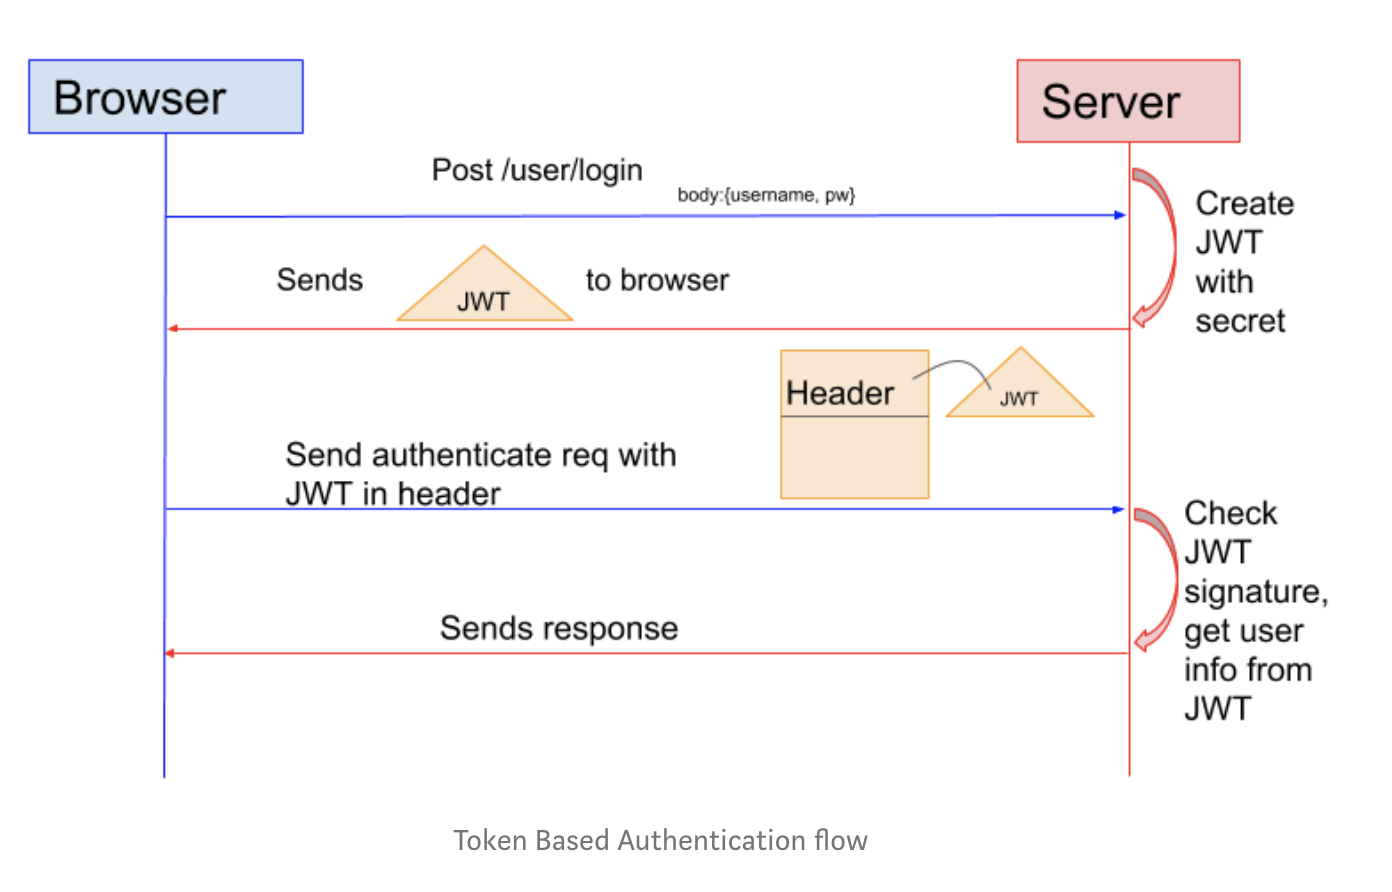 Browser
Server
Post /user/login
body:{username, pw}
Create
JWT
with
secret
Sends
JWT
to browser
Header
JWT
Send authenticate req with
JWT in header
Check
JWT
signature,
get user
info from
JWT
Sends response
Token Based Authentication flow